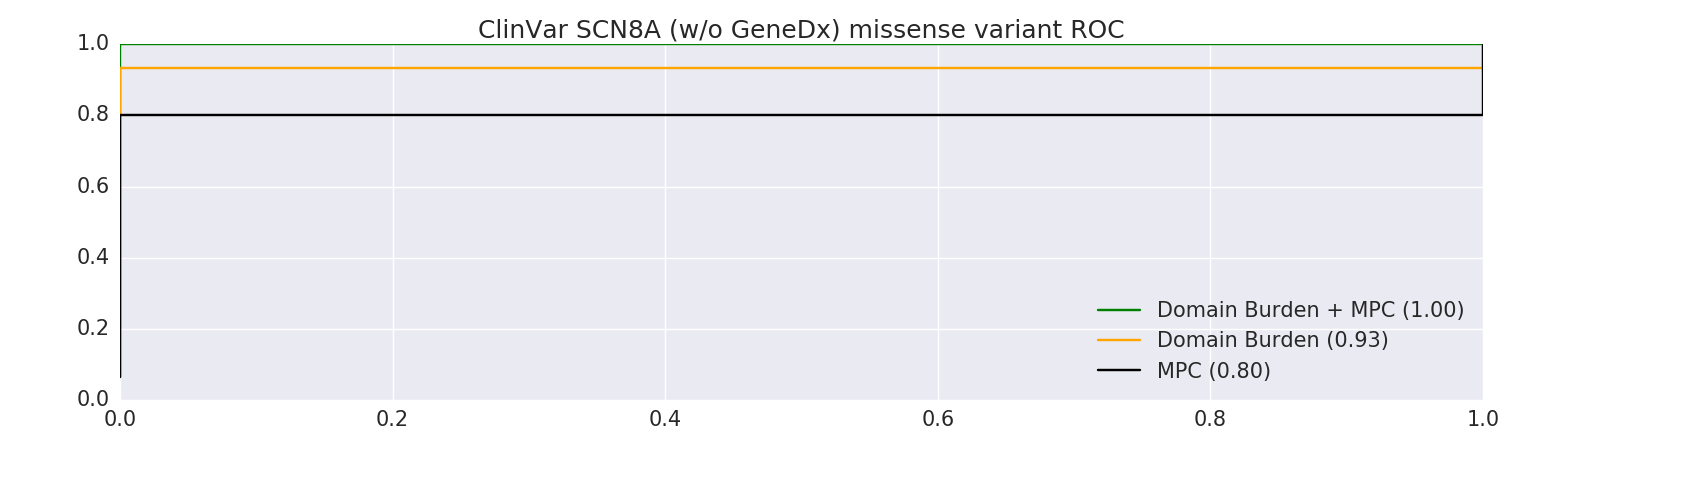 ClinVar SCN8A (w/o GeneDx) missense variant ROC
1.0
0.8
0.6
0.4
0.2
0.0
Domain Burden + MPC (1.00)
Domain Burden (0.93)
MPC (0.80)
0.0 0.2 0.4 0.6 0.8 1.0